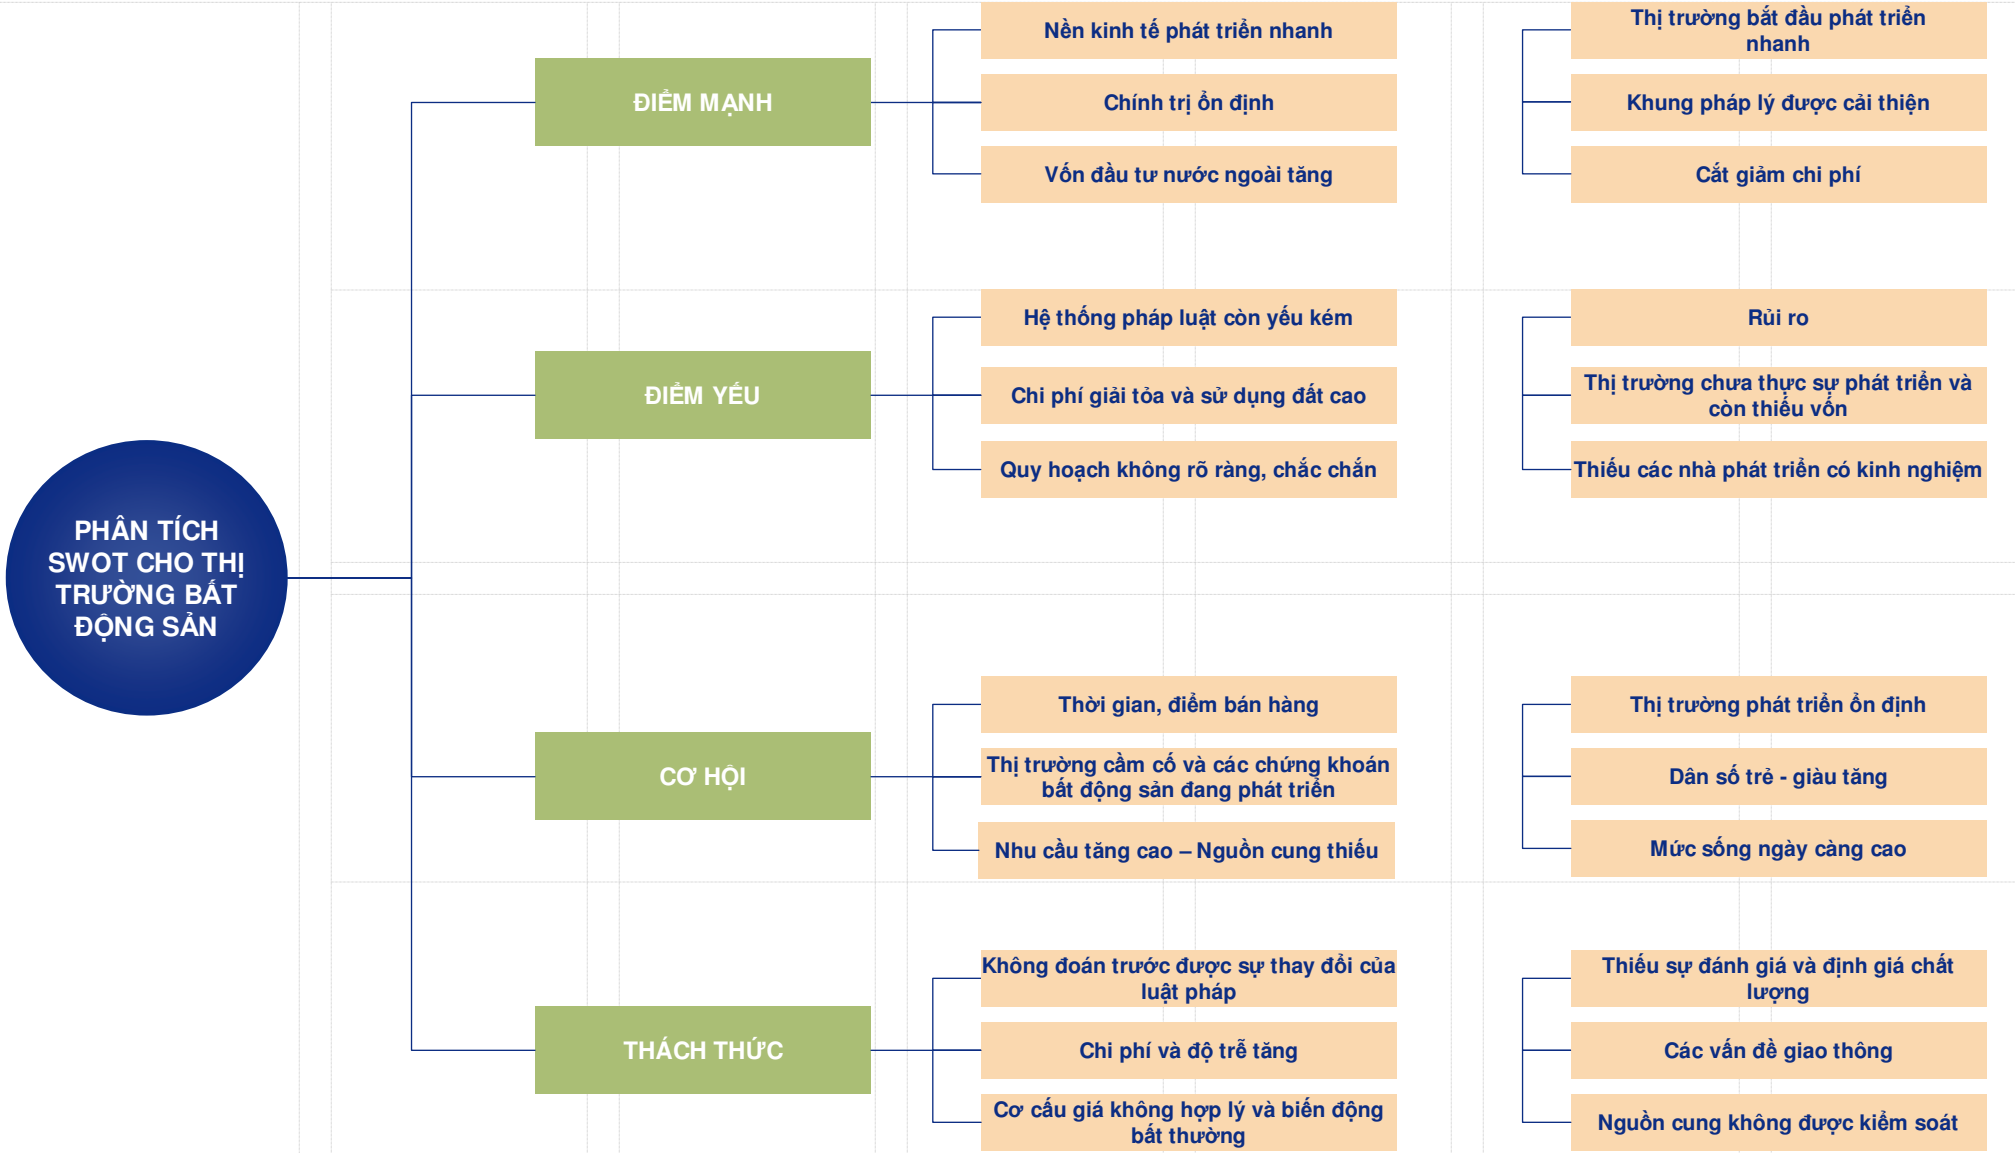 PHÂN TÍCH
SWOT CHO THỊ
TRƯỜNG BẤT
ĐỘNG SẢN
ĐIỂM MẠNH
Nền kinh tế phát triển nhanh
Chính trị ổn định
Vốn đầu tư nước ngoài tăng
Thị trường bắt đầu phát triển
nhanh
Khung pháp lý được cải thiện
Cắt giảm chi phí
ĐIỂM YẾU
Hệ thống pháp luật còn yếu kém
Chi phí giải tỏa và sử dụng đất cao
Quy hoạch không rõ ràng, chắc chắn
Rủi ro
Thị trường chưa thực sự phát triển và
còn thiếu vốn
Thiếu các nhà phát triển có kinh nghiệm
CƠ HỘI
Thời gian, điểm bán hàng
Thị trường cầm cố và các chứng khoán
bất động sản đang phát triển
Nhu cầu tăng cao – Nguồn cung thiếu
Thị trường phát triển ổn định
Dân số trẻ - giàu tăng
Mức sống ngày càng cao
THÁCH THỨC
Không đoán trước được sự thay đổi của
luật pháp
Chi phí và độ trễ tăng
Cơ cấu giá không hợp lý và biến động
bất thường
Thiếu sự đánh giá và định giá chất
lượng
Các vấn đề giao thông
Nguồn cung không được kiểm soát